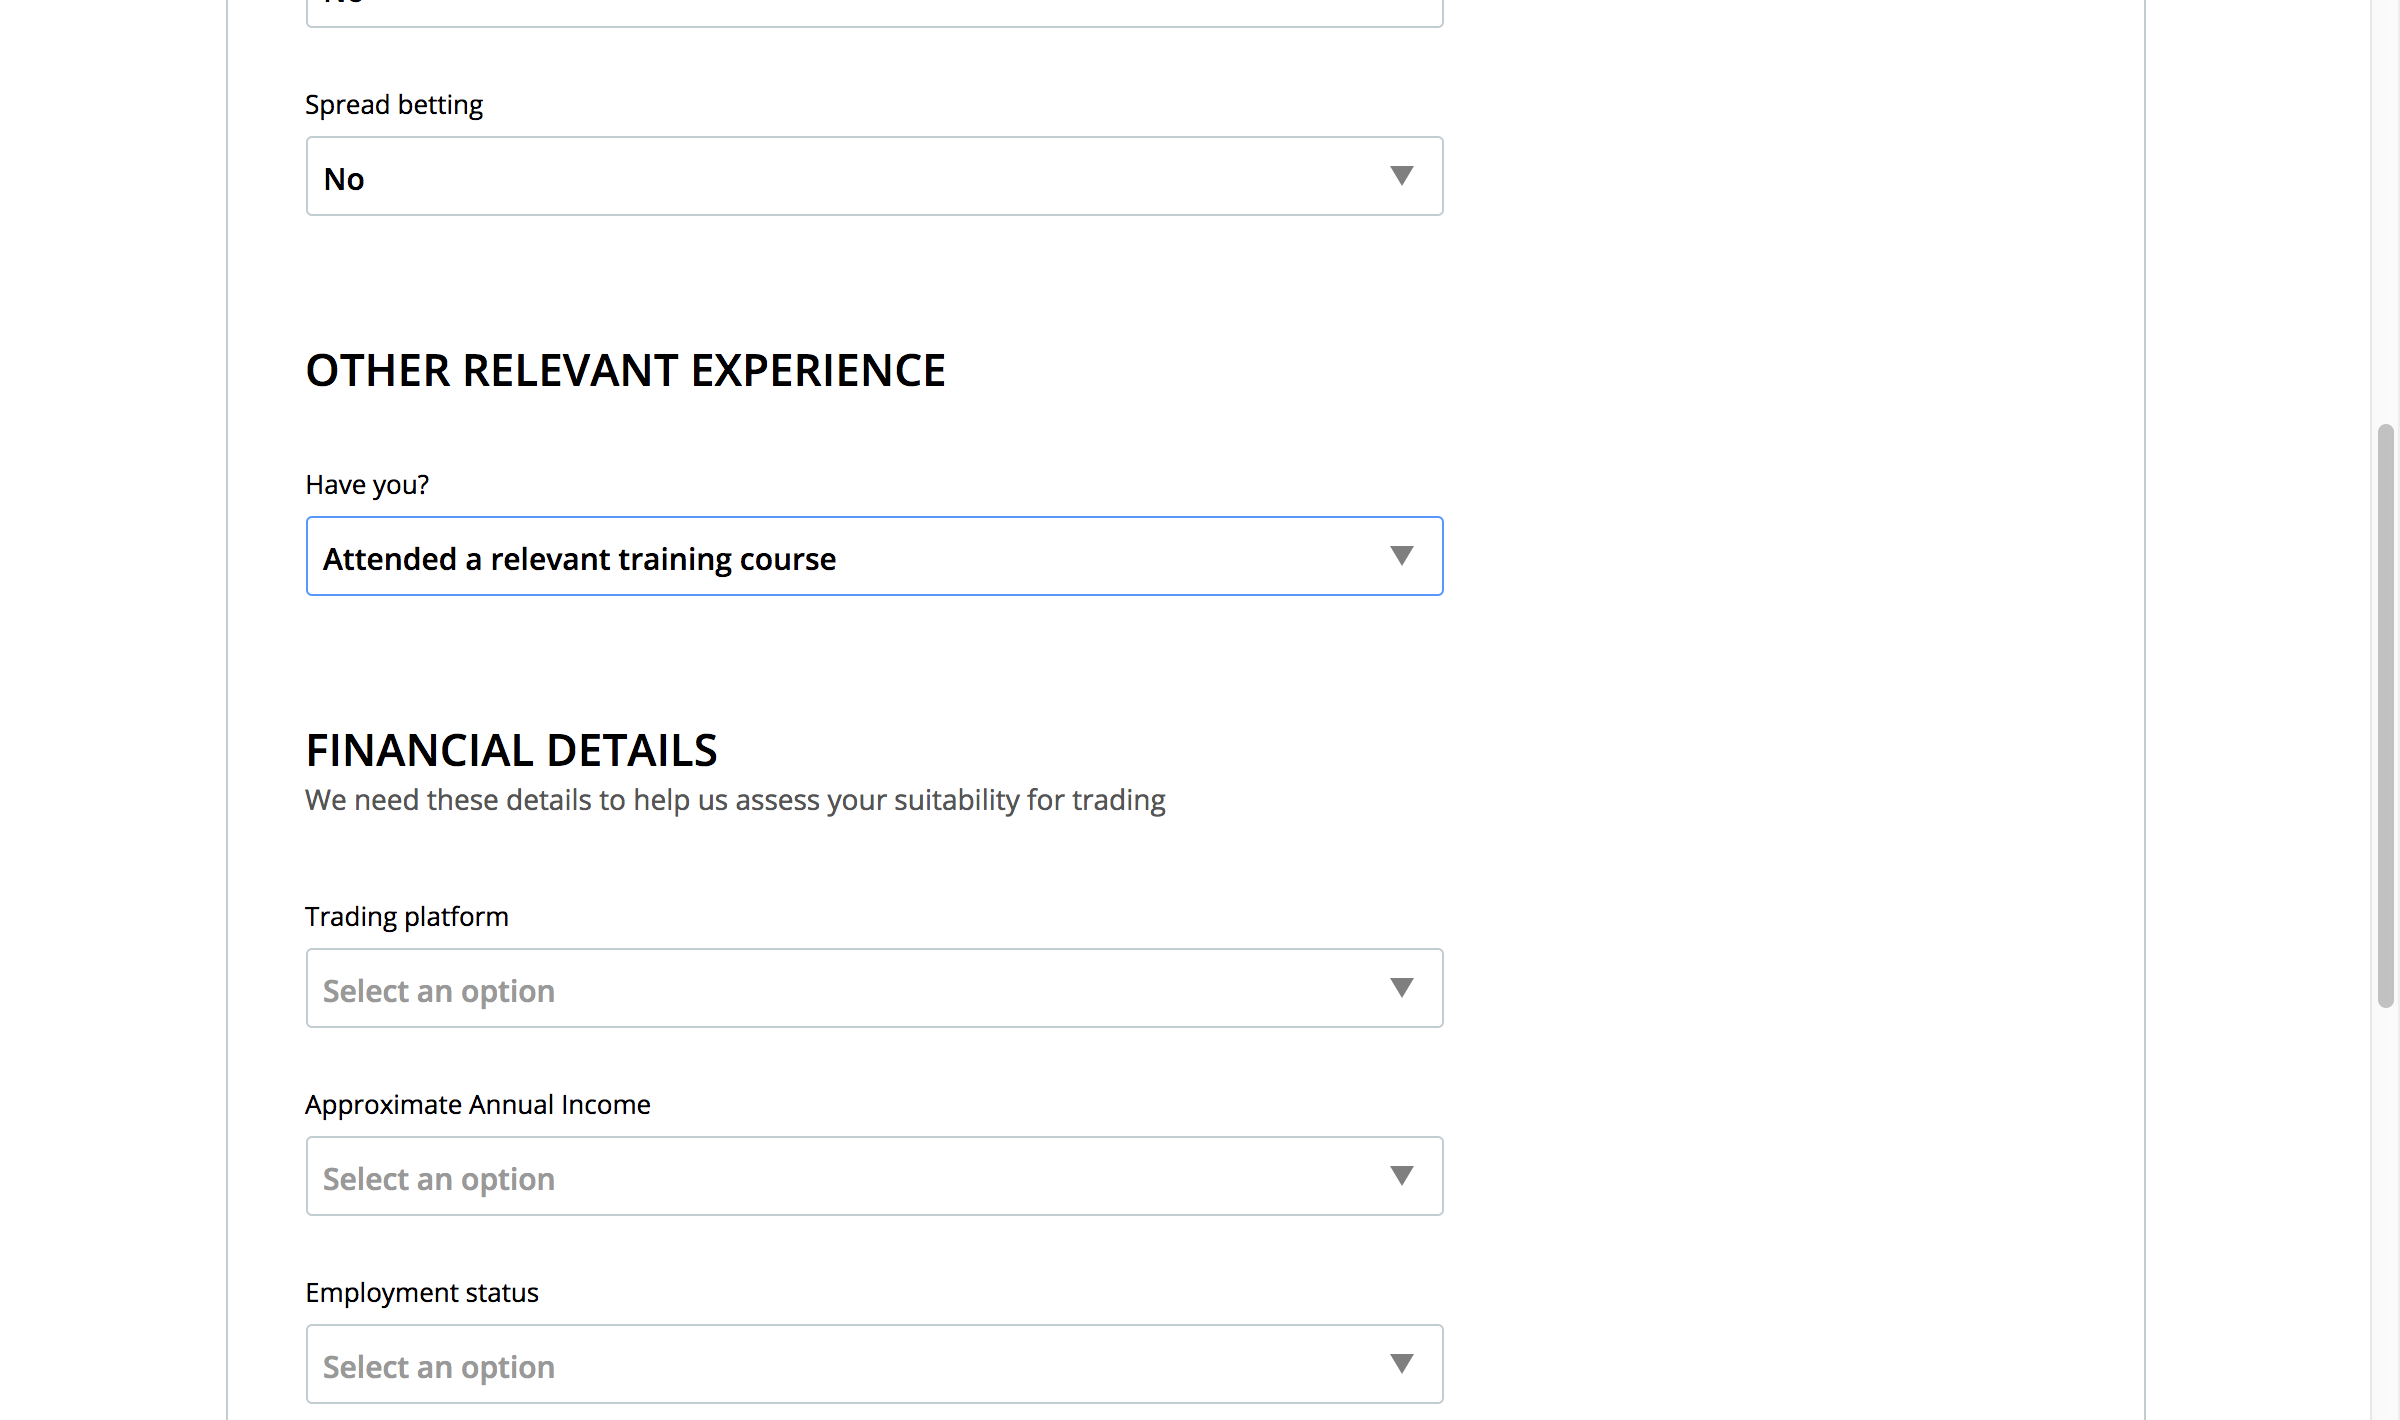 Spread betting
No
OTHER RELEVANT EXPERIENCE
Have you?
Attended a relevant training course
FINANCIAL DETAILS
We need these details to help us assess your suitability for trading
Trading platform
Select an option
Approximate Annual Income
Select an option
Employment status
Select an option